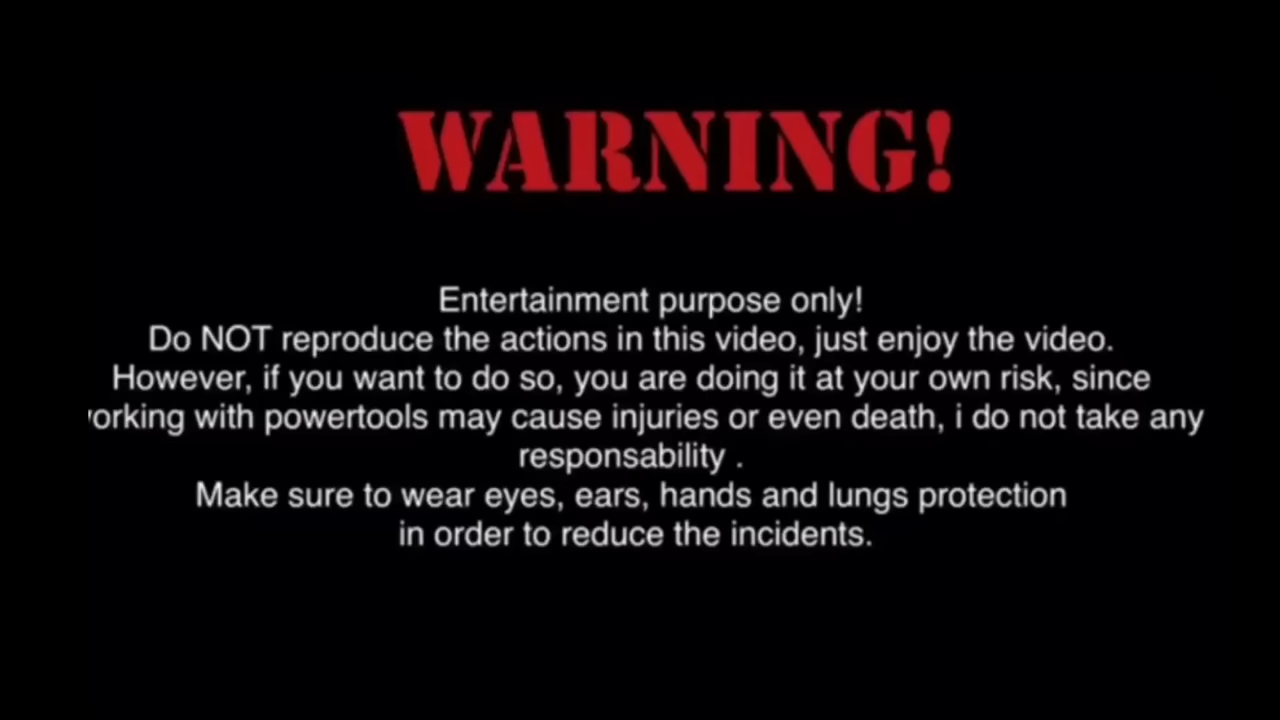 WARNING!
Entertainment purpose only!
Do NOT reproduce the actions in this video, just enjoy the video.
However, if you want to do so, you are doing it at your own risk, since
orking with powertools may cause injuries or even death, i do not take any
responsability .
Make sure to wear eyes, ears, hands and lungs protection
in order to reduce the incidents.